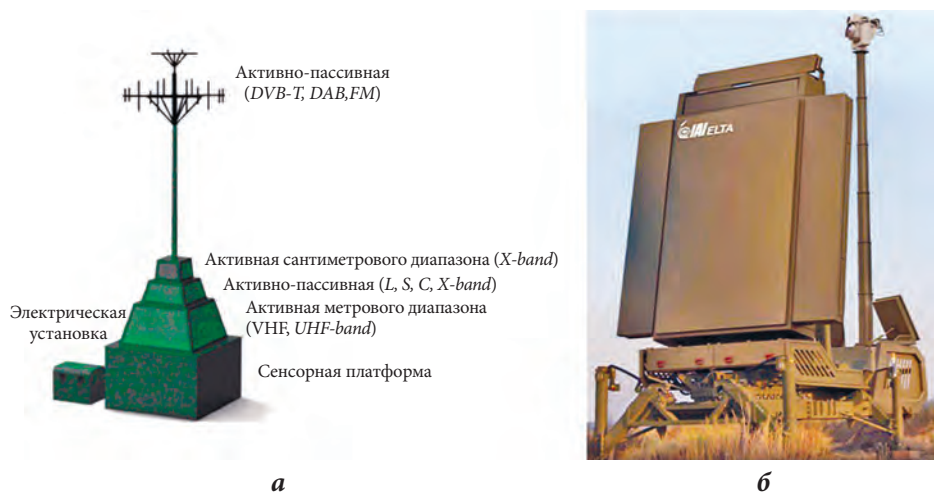 Активно-пассивная
(DVB-T, DAB,FM)
Активная сантиметрового диапазона (X-band)
Активно-пассивная (L, S, C, X-band)
Электрическая
установка
Активная метрового диапазона
(VHF, UHF-band)
Сенсорная платформа
IAI ELTA
а
б